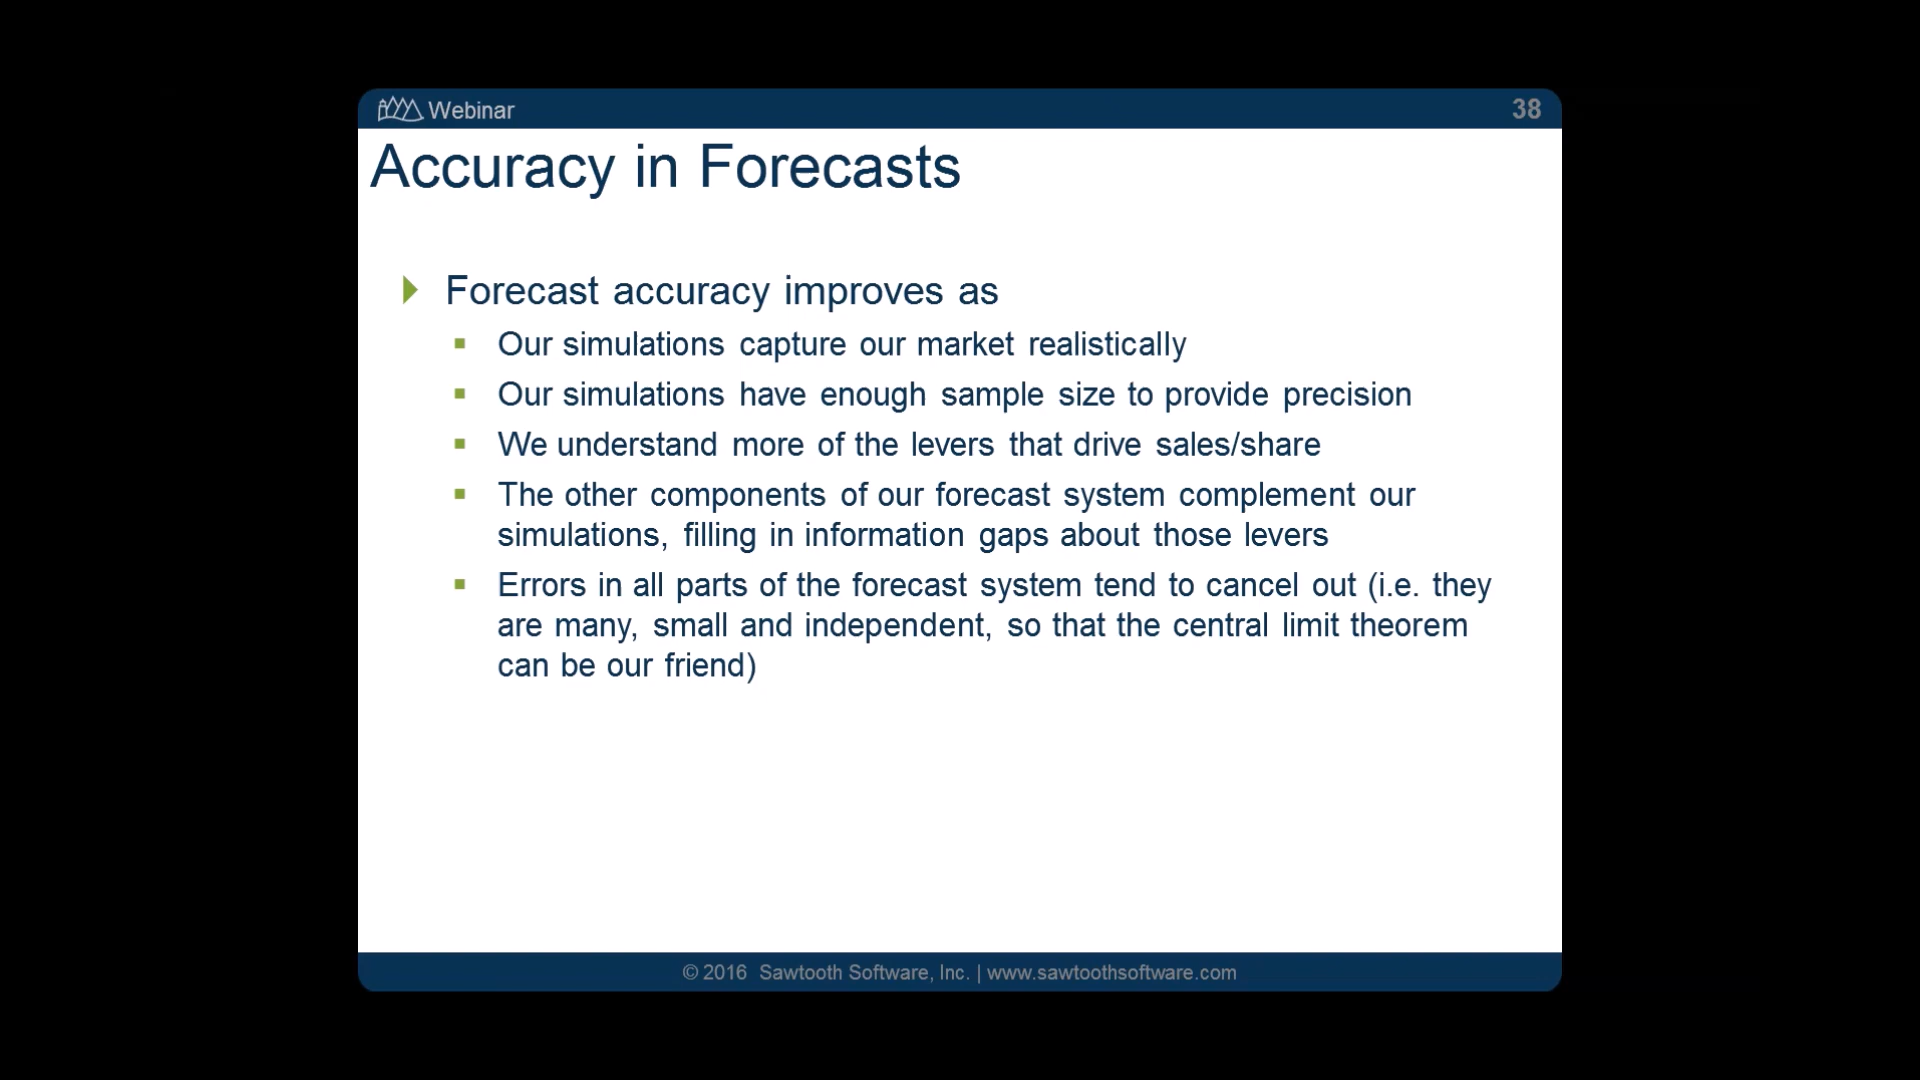 Webinar
38
Accuracy in Forecasts
Forecast accuracy improves as
Our simulations capture our market realistically
Our simulations have enough sample size to provide precision
We understand more of the levers that drive sales/share
The other components of our forecast system complement our
simulations, filling in information gaps about those levers
Errors in all parts of the forecast system tend to cancel out (i.e. they
are many, small and independent, so that the central limit theorem
can be our friend)
© 2016 Sawtooth Software, Inc. | www.sawtoothsoftware.com